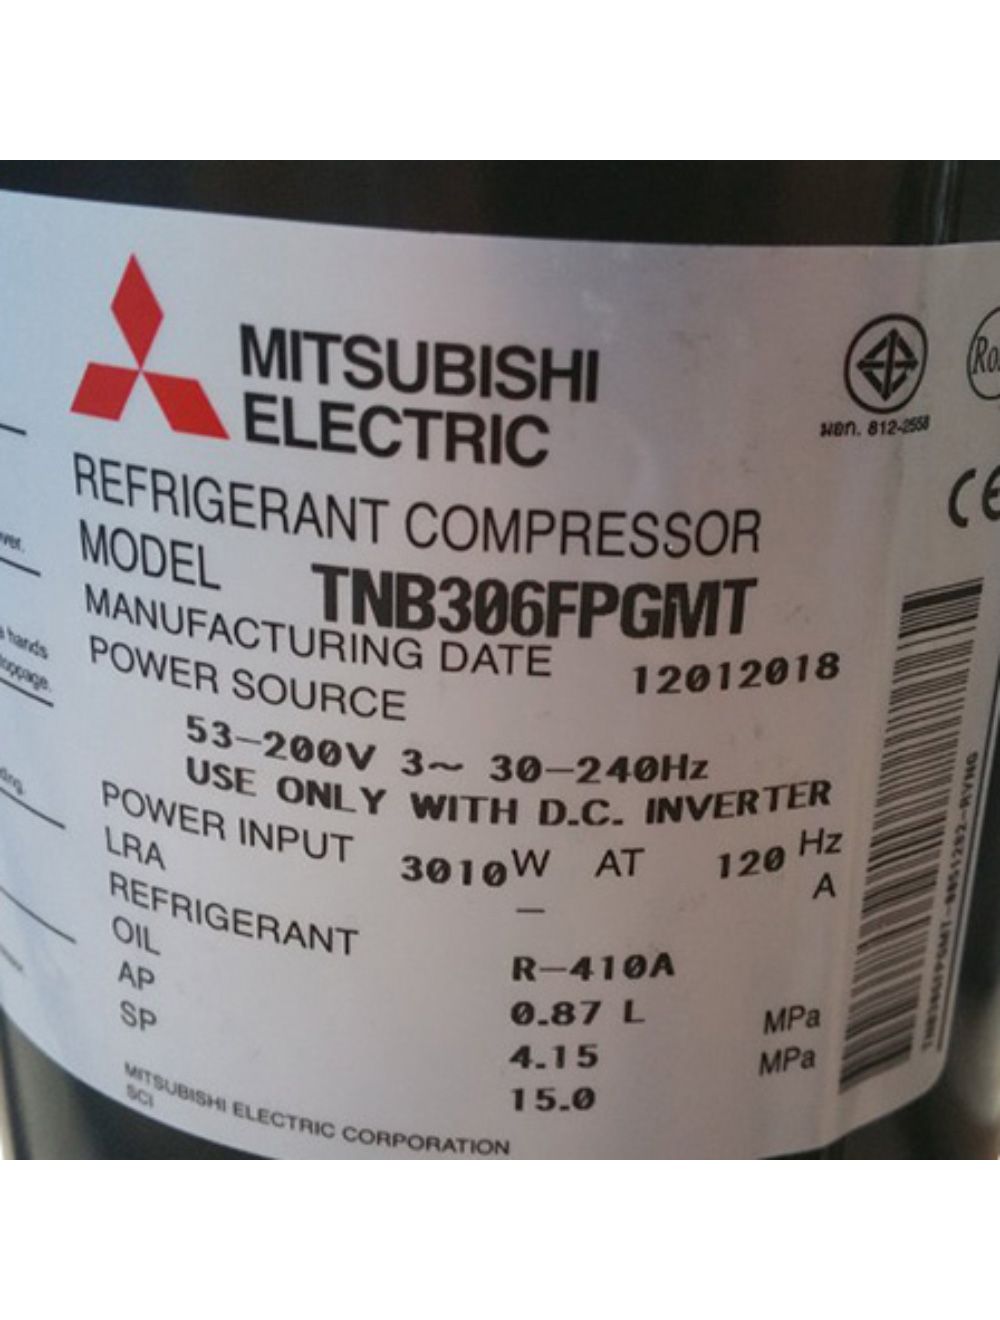 MITSUBISHI
ELECTRIC
มอก. 812-2558
CE
REFRIGERANT COMPRESSOR
MODEL TNB306FPGMT
MANUFACTURING DATE 12012018
POWER SOURCE
53-200V 3~ 30-240Hz
USE ONLY WITH D.C. INVERTER
POWER INPUT 3010 W AT 120 Hz
LRA — A
REFRIGERANT R-410A
OIL 0.87 L
AP 4.15 MPa
SP 15.0 MPa
MITSUBISHI ELECTRIC CORPORATION
SCI
hands